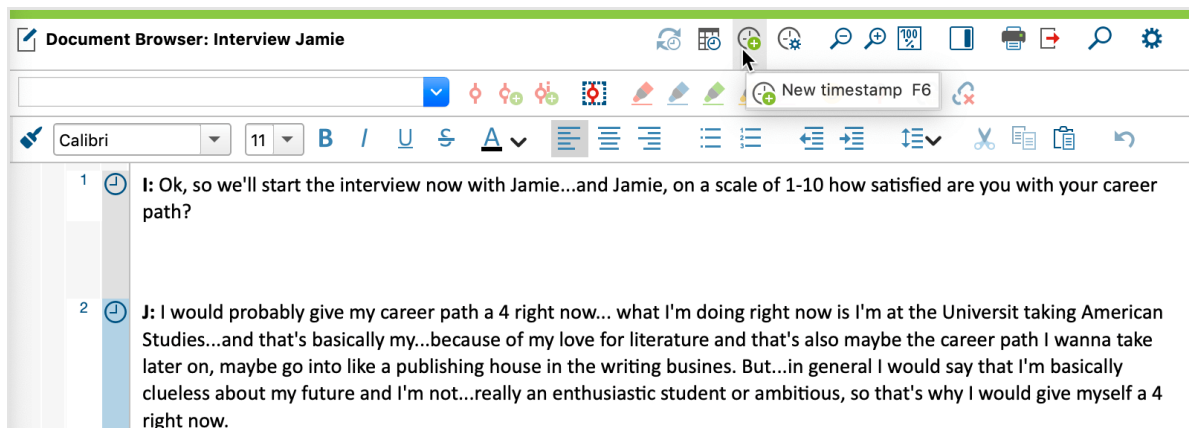 Document Browser: Interview Jamie
100
%
New timestamp F6
Calibri
11
B I U S A
1
I: Ok, so we'll start the interview now with Jamie...and Jamie, on a scale of 1-10 how satisfied are you with your career
path?
2
J: I would probably give my career path a 4 right now... what I'm doing right now is I'm at the Universit taking American
Studies...and that's basically my...because of my love for literature and that's also maybe the career path I wanna take
later on, maybe go into like a publishing house in the writing busines. But...in general I would say that I'm basically
clueless about my future and I'm not...really an enthusiastic student or ambitious, so that's why I would give myself a 4
right now.